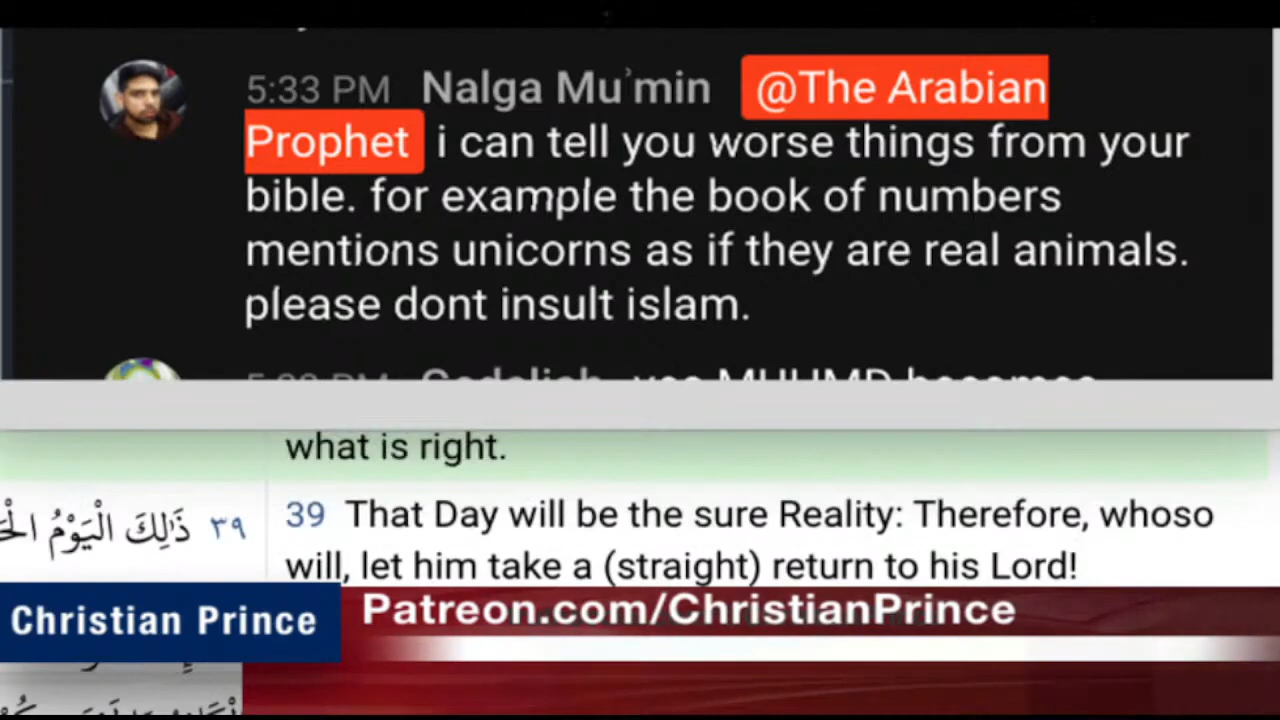 5:33 PM Nalga Mu'min @The Arabian
Prophet i can tell you worse things from your
bible. for example the book of numbers
mentions unicorns as if they are real animals.
please dont insult islam.
what is right.
39 That Day will be the sure Reality: Therefore, whoso
will, let him take a (straight) return to his Lord!
٣٩ ذَٰلِكَ الْيَوْمُ
Christian Prince
Patreon.com/ChristianPrince